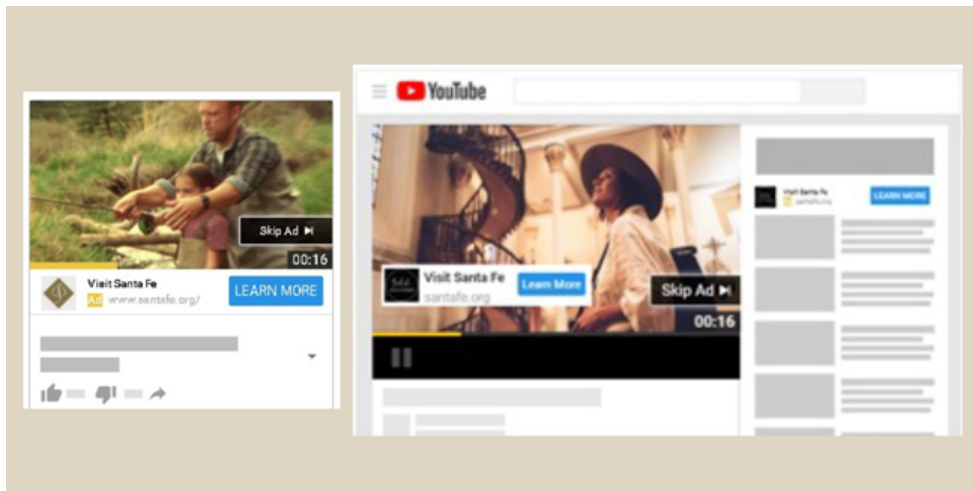 Skip Ad
00:16
Visit Santa Fe
Ad www.santafe.org/
LEARN MORE
YouTube
Visit Santa Fe
santafe.org
Learn More
Skip Ad
00:16
Visit Santa Fe
santafe.org
LEARN MORE